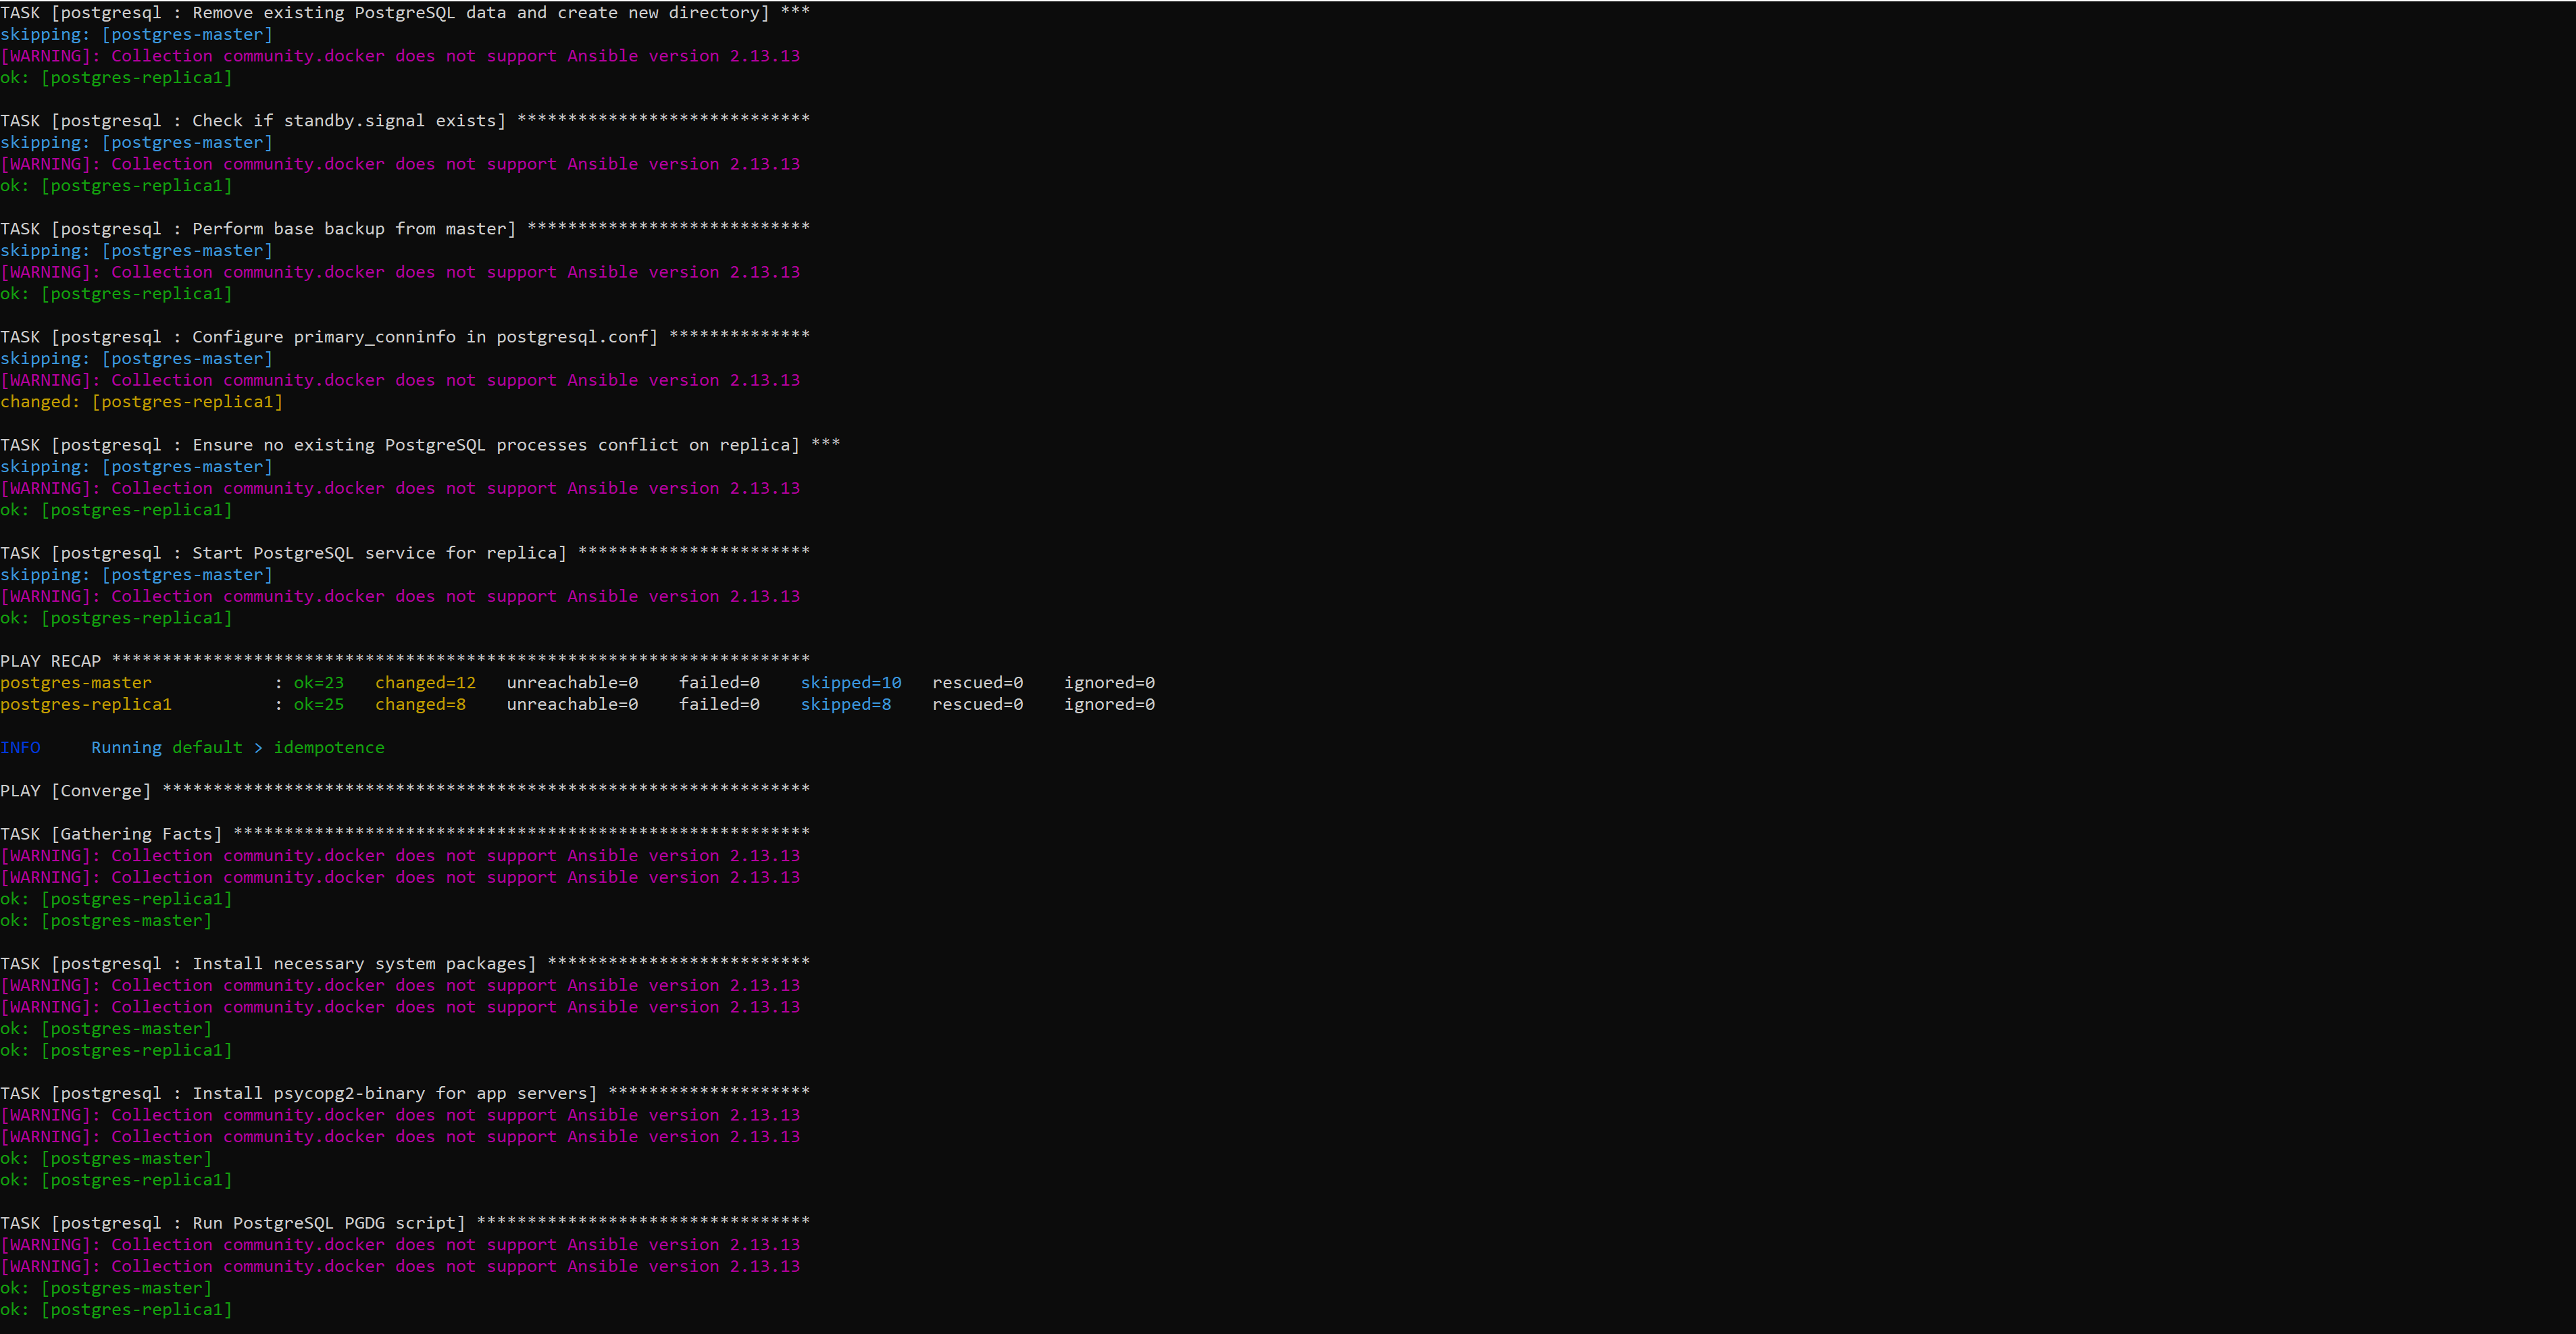 TASK [postgresql : Remove existing PostgreSQL data and create new directory] ***
skipping: [postgres-master]
[WARNING]: Collection community.docker does not support Ansible version 2.13.13
ok: [postgres-replica1]
TASK [postgresql : Check if standby.signal exists] *****************************
skipping: [postgres-master]
[WARNING]: Collection community.docker does not support Ansible version 2.13.13
ok: [postgres-replica1]
TASK [postgresql : Perform base backup from master] ****************************
skipping: [postgres-master]
[WARNING]: Collection community.docker does not support Ansible version 2.13.13
ok: [postgres-replica1]
TASK [postgresql : Configure primary_conninfo in postgresql.conf] **************
skipping: [postgres-master]
[WARNING]: Collection community.docker does not support Ansible version 2.13.13
changed: [postgres-replica1]
TASK [postgresql : Ensure no existing PostgreSQL processes conflict on replica] ***
skipping: [postgres-master]
[WARNING]: Collection community.docker does not support Ansible version 2.13.13
ok: [postgres-replica1]
TASK [postgresql : Start PostgreSQL service for replica] ***********************
skipping: [postgres-master]
[WARNING]: Collection community.docker does not support Ansible version 2.13.13
ok: [postgres-replica1]
PLAY RECAP *********************************************************************
postgres-master            : ok=23   changed=12   unreachable=0    failed=0    skipped=10   rescued=0    ignored=0
postgres-replica1          : ok=25   changed=8    unreachable=0    failed=0    skipped=8    rescued=0    ignored=0
INFO     Running default > idempotence
PLAY [Converge] ****************************************************************
TASK [Gathering Facts] *********************************************************
[WARNING]: Collection community.docker does not support Ansible version 2.13.13
[WARNING]: Collection community.docker does not support Ansible version 2.13.13
ok: [postgres-replica1]
ok: [postgres-master]
TASK [postgresql : Install necessary system packages] **************************
[WARNING]: Collection community.docker does not support Ansible version 2.13.13
[WARNING]: Collection community.docker does not support Ansible version 2.13.13
ok: [postgres-master]
ok: [postgres-replica1]
TASK [postgresql : Install psycopg2-binary for app servers] ********************
[WARNING]: Collection community.docker does not support Ansible version 2.13.13
[WARNING]: Collection community.docker does not support Ansible version 2.13.13
ok: [postgres-master]
ok: [postgres-replica1]
TASK [postgresql : Run PostgreSQL PGDG script] *********************************
[WARNING]: Collection community.docker does not support Ansible version 2.13.13
[WARNING]: Collection community.docker does not support Ansible version 2.13.13
ok: [postgres-master]
ok: [postgres-replica1]